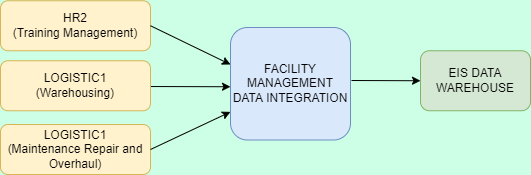 HR2
(Training Management)
LOGISTIC1
(Warehousing)
LOGISTIC1
(Maintenance Repair and
Overhaul)
FACILITY
MANAGEMENT
DATA INTEGRATION
EIS DATA
WAREHOUSE